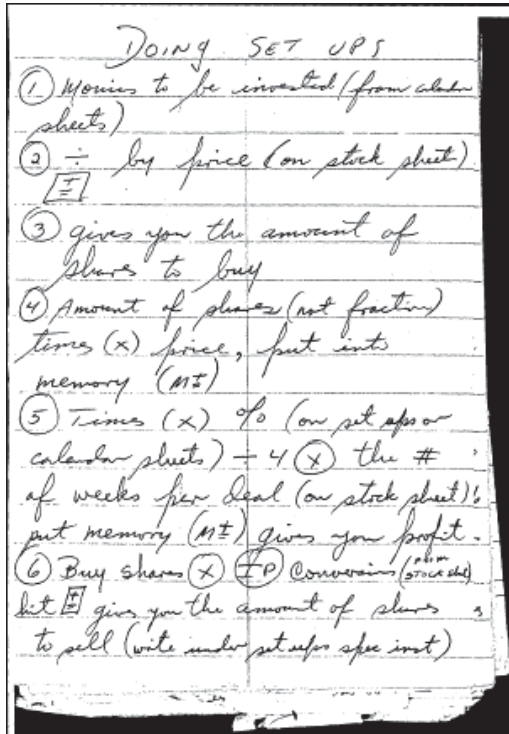 DOING SET UPS
① Monies to be invested (from calandar
sheets)
② ÷ by price (on stock sheet)
±=
③ gives you the amount of
shares to buy
④ Amount of shares (not fraction)
times (x) price, put into
memory (M±)
⑤ Times (x) % (on set ups or
calandar sheets) ÷ 4 Ⓧ the #
of weeks per deal (on stock sheet)
put memory (M±) gives you profit.
⑥ Buy shares Ⓧ IP Conversions (FROM
STOCK sheet)
hit ±= gives you the amount of shares
to sell (write under set ups spec inst)